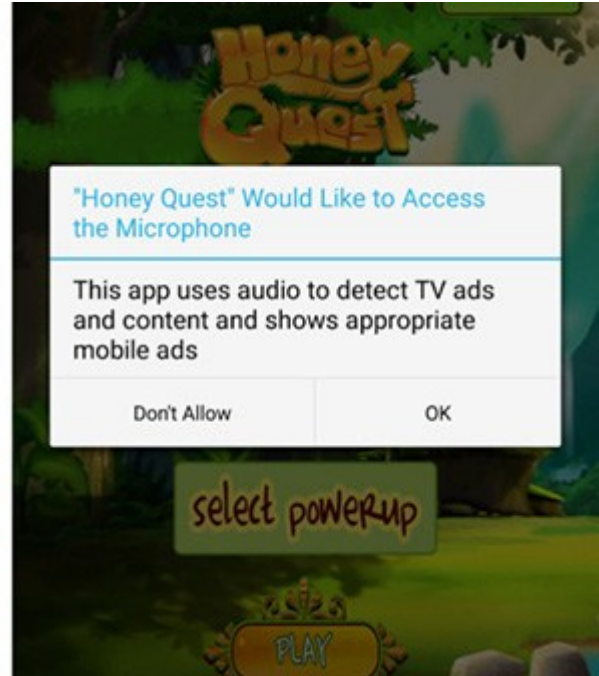 Honey
Quest
"Honey Quest" Would Like to Access
the Microphone
This app uses audio to detect TV ads
and content and shows appropriate
mobile ads
Don't Allow
OK
select powerup
PLAY